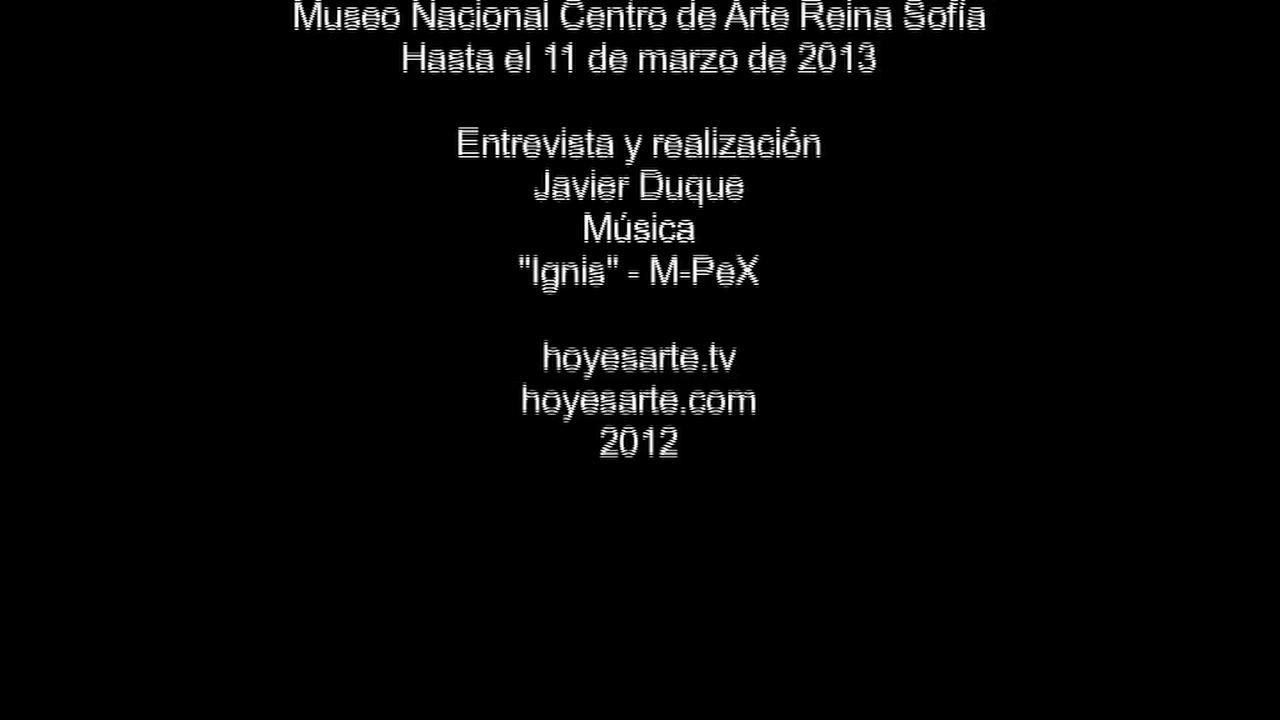 Museo Nacional Centro de Arte Reina Sofía
Hasta el 11 de marzo de 2013
Entrevista y realización
Javier Duque
Música
"Ignis" - M-PeX
hoyesarte.tv
hoyesarte.com
2012